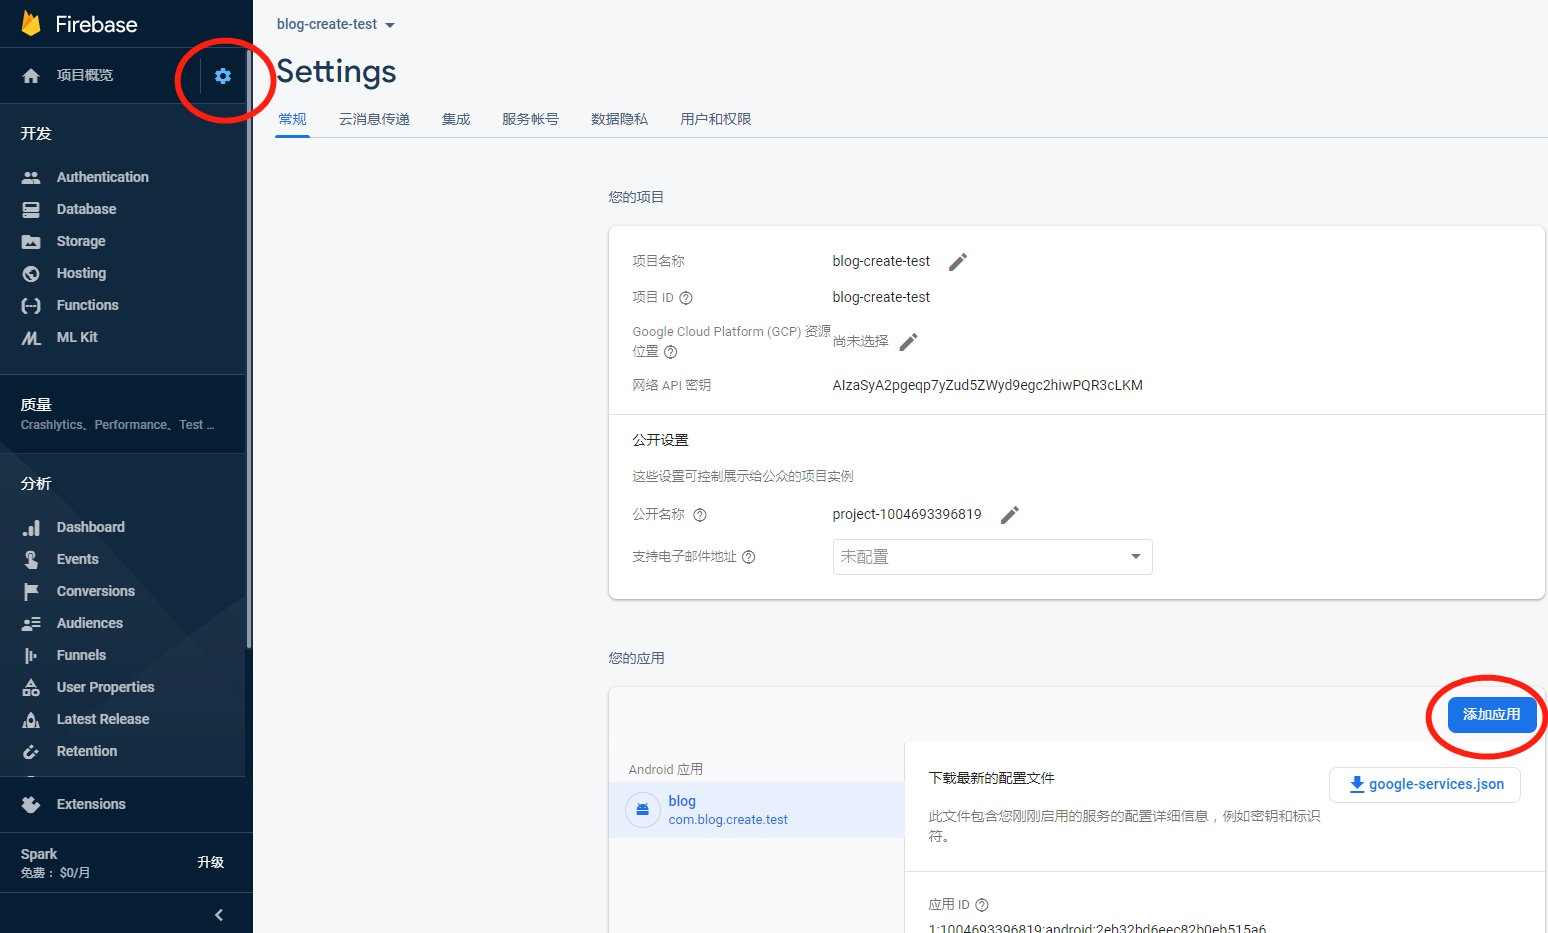 Firebase
项目概览
开发
Authentication
Database
Storage
Hosting
Functions
ML Kit
质量
Crashlytics、Performance、Test ...
分析
Dashboard
Events
Conversions
Audiences
Funnels
User Properties
Latest Release
Retention
Extensions
Spark
免费： $0/月
升级
blog-create-test
Settings
常规 云消息传递 集成 服务帐号 数据隐私 用户和权限
您的项目
项目名称 blog-create-test
项目 ID blog-create-test
Google Cloud Platform (GCP) 资源
位置
尚未选择
网络 API 密钥 AIzaSyA2pgeqp7yZud5ZWyd9egc2hiwPQR3cLKM
公开设置
这些设置可控制展示给公众的项目实例
公开名称 project-1004693396819
支持电子邮件地址 未配置
您的应用
添加应用
Android 应用
blog
com.blog.create.test
下载最新的配置文件
google-services.json
此文件包含您刚刚启用的服务的配置详细信息，例如密钥和标识
符。
应用 ID
1:1004693396819:android:2eb32bd6eec82b0eb515a6